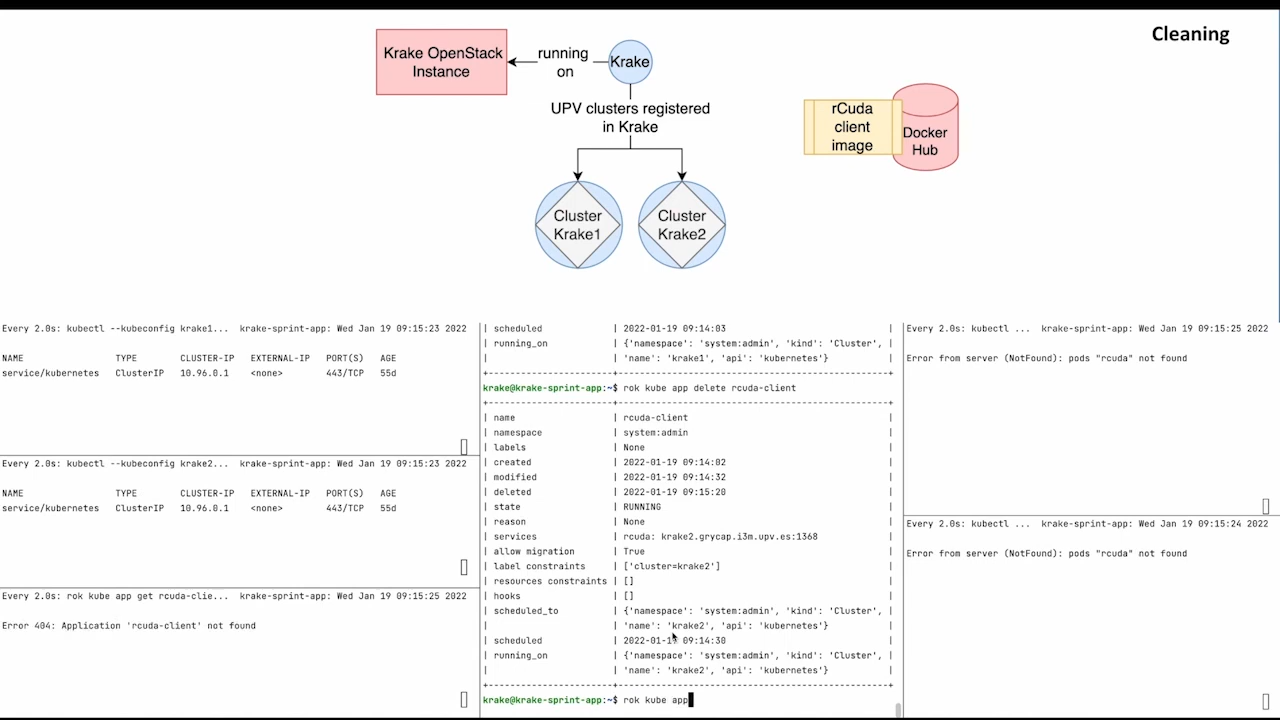 Cleaning
Krake OpenStack
Instance
running
on
Krake
UPV clusters registered
in Krake
Cluster
Krake1
Cluster
Krake2
rCuda
client
image
Docker
Hub
Every 2.0s: kubectl --kubeconfig krake1... krake-sprint-app: Wed Jan 19 09:15:23 2022
NAME TYPE CLUSTER-IP EXTERNAL-IP PORT(S) AGE
service/kubernetes ClusterIP 10.96.0.1 <none> 443/TCP 55d
Every 2.0s: kubectl --kubeconfig krake2... krake-sprint-app: Wed Jan 19 09:15:23 2022
NAME TYPE CLUSTER-IP EXTERNAL-IP PORT(S) AGE
service/kubernetes ClusterIP 10.96.0.1 <none> 443/TCP 55d
Every 2.0s: rok kube app get rcuda-clie... krake-sprint-app: Wed Jan 19 09:15:25 2022
Error 404: Application 'rcuda-client' not found
| scheduled | 2022-01-19 09:14:03 |
| running_on | {'namespace': 'system:admin', 'kind': 'Cluster', |
| | 'name': 'krake1', 'api': 'kubernetes'} |
krake@krake-sprint-app:~$ rok kube app delete rcuda-client
| name | rcuda-client |
| namespace | system:admin |
| labels | None |
| created | 2022-01-19 09:14:02 |
| modified | 2022-01-19 09:14:32 |
| deleted | 2022-01-19 09:15:20 |
| state | RUNNING |
| reason | None |
| services | rcuda: krake2.grycap.i3m.upv.es:1368 |
| allow migration | True |
| label constraints | ['cluster=krake2'] |
| resources constraints | [] |
| hooks | [] |
| scheduled_to | {'namespace': 'system:admin', 'kind': 'Cluster', |
| | 'name': 'krake2', 'api': 'kubernetes'} |
| scheduled | 2022-01-19 09:14:30 |
| running_on | {'namespace': 'system:admin', 'kind': 'Cluster', |
| | 'name': 'krake2', 'api': 'kubernetes'} |
krake@krake-sprint-app:~$ rok kube app
Every 2.0s: kubectl ... krake-sprint-app: Wed Jan 19 09:15:25 2022
Error from server (NotFound): pods "rcuda" not found
Every 2.0s: kubectl ... krake-sprint-app: Wed Jan 19 09:15:24 2022
Error from server (NotFound): pods "rcuda" not found